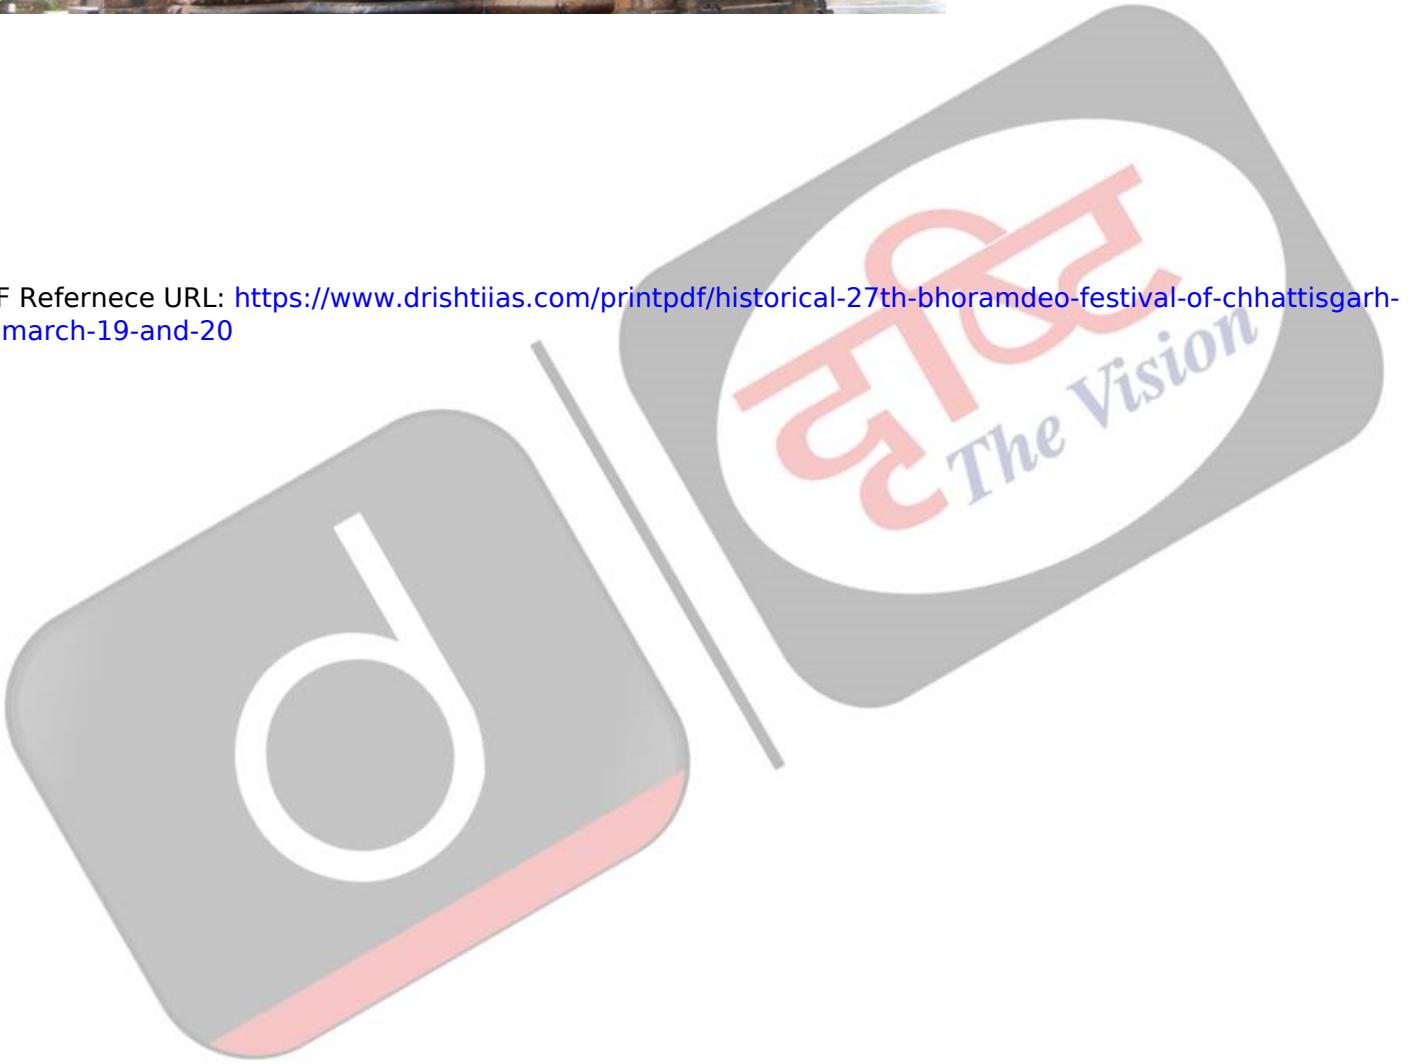 F Refernece URL: https://www.drishtiias.com/printpdf/historical-27th-bhoramdeo-festival-of-chhattisgarh-
march-19-and-20
दृष्टि
The Vision
d